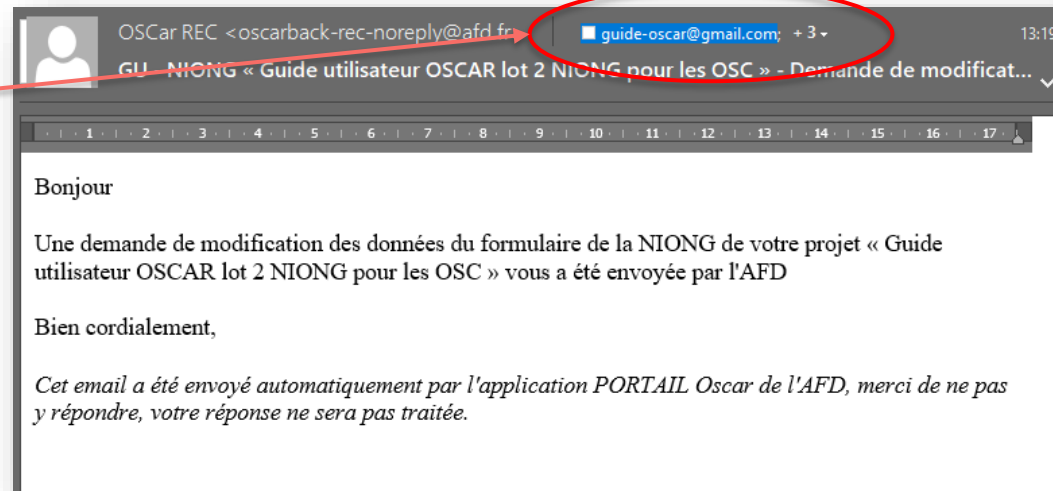 OSCar REC <oscarback-rec-noreply@afd.fr> guide-oscar@gmail.com; + 3 13:19
GU - NIONG « Guide utilisateur OSCAR lot 2 NIONG pour les OSC » - Demande de modificat...
1 2 3 4 5 6 7 8 9 10 11 12 13 14 15 16 17
Bonjour
Une demande de modification des données du formulaire de la NIONG de votre projet « Guide
utilisateur OSCAR lot 2 NIONG pour les OSC » vous a été envoyée par l'AFD
Bien cordialement,
Cet email a été envoyé automatiquement par l'application PORTAIL Oscar de l'AFD, merci de ne pas
y répondre, votre réponse ne sera pas traitée.